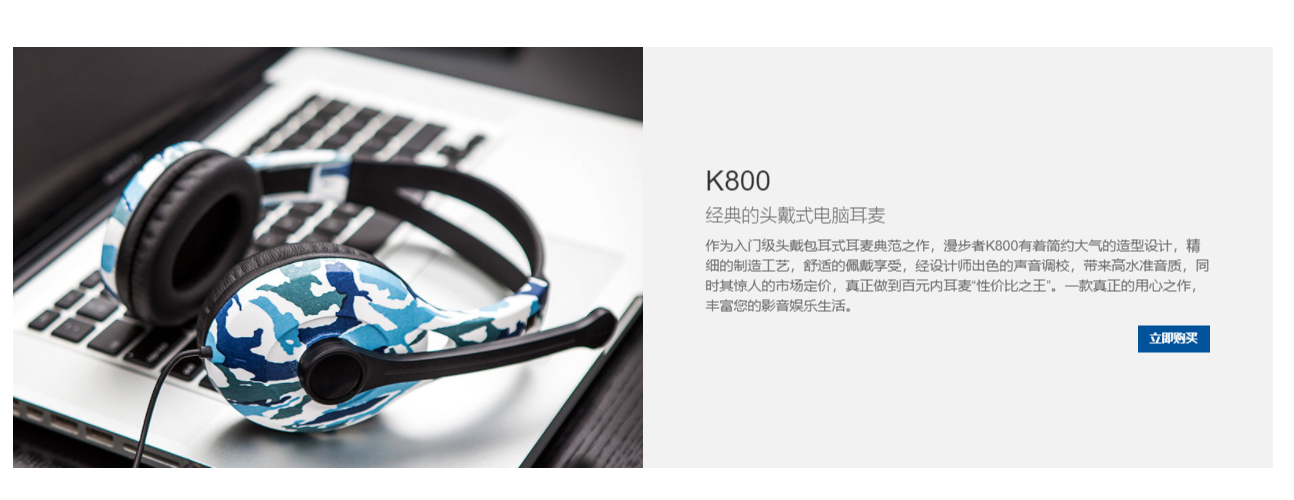 K800
经典的头戴式电脑耳麦
作为入门级头戴包耳式耳麦典范之作，漫步者K800有着简约大气的造型设计，精
细的制造工艺，舒适的佩戴享受，经设计师出色的声音调校，带来高水准音质，同
时其惊人的市场定价，真正做到百元内耳麦“性价比之王”。一款真正的用心之作，
丰富您的影音娱乐生活。
立即购买